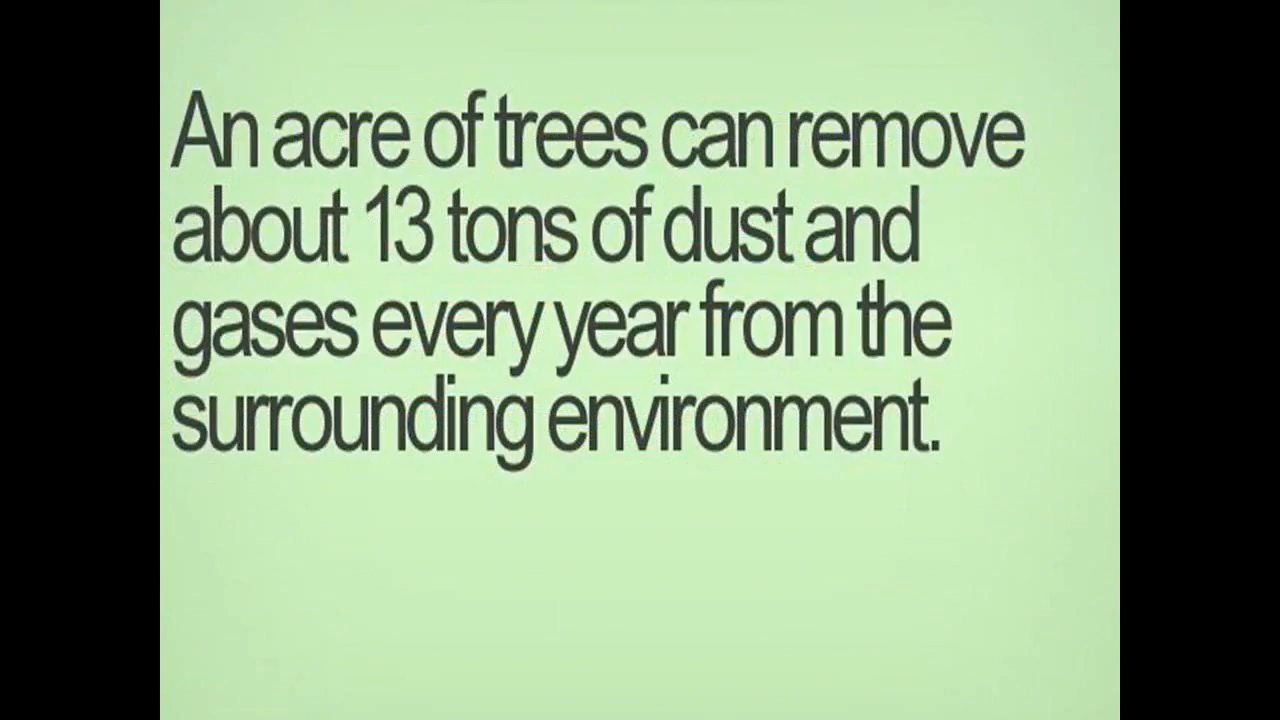 An acre of trees can remove
about 13 tons of dust and
gases every year from the
surrounding environment.